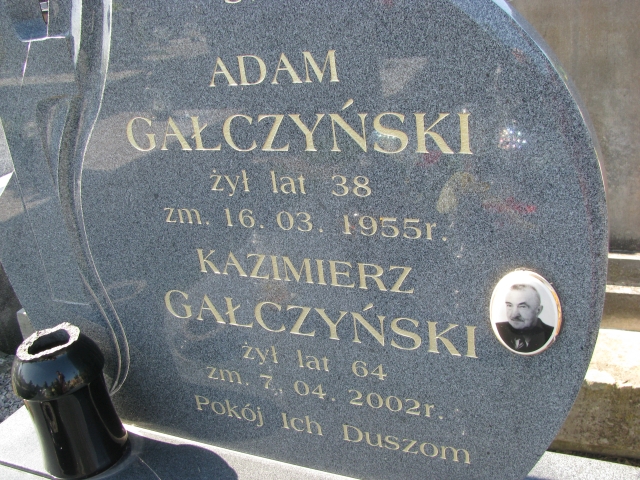 ADAM
GAŁCZYŃSKI
żył lat 38
zm. 16. 03. 1955r.
KAZIMIERZ
GAŁCZYŃSKI
żył lat 64
zm. 7. 04. 2002r.
Pokój Ich Duszom